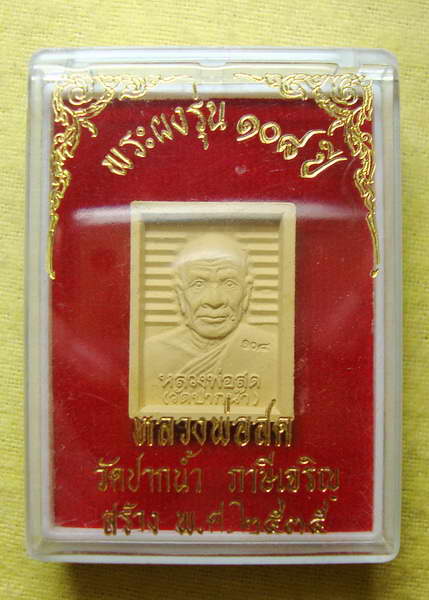 พระผงรุ่น ๑๐๘ ปี
๑๐๘
หลวงพ่อสด
(วัดปากน้ำ)
หลวงพ่อสด
วัดปากน้ำ ภาษีเจริญ
สร้าง พ.ศ. ๒๕๓๕